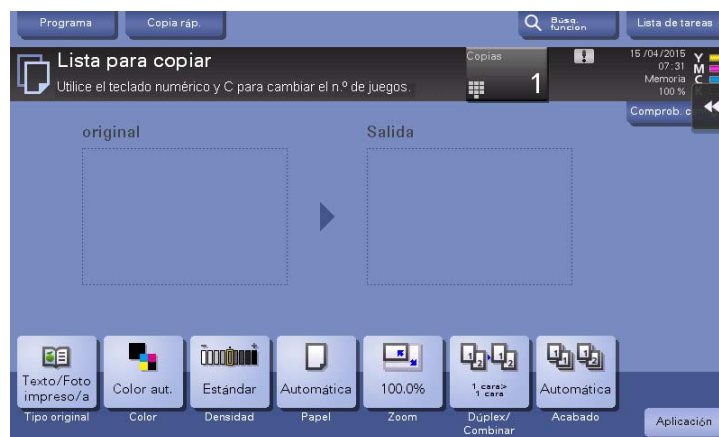 Programa
Copia ráp.
Búsq.
función
Lista de tareas
Lista para copiar
Utilice el teclado numérico y C para cambiar el n.º de juegos.
Copias
1
15/04/2015
07:31
Memoria
100 %
Y
M
C
K
Comprob.
original
Salida
Texto/Foto
impreso/a
Tipo original
Color aut.
Color
Estándar
Densidad
Automática
Papel
100.0%
Zoom
1 cara>
1 cara
Dúplex/
Combinar
Automática
Acabado
Aplicación